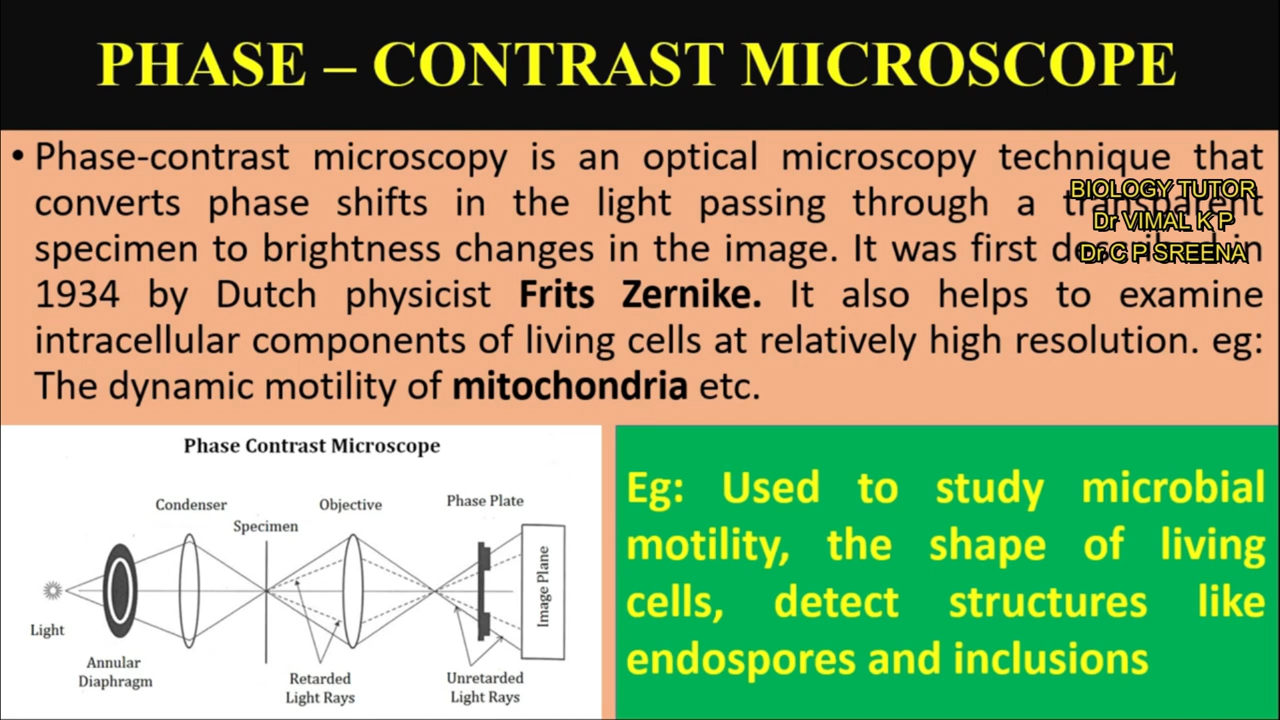 PHASE – CONTRAST MICROSCOPE
• Phase-contrast microscopy is an optical microscopy technique that
converts phase shifts in the light passing through a transparent
specimen to brightness changes in the image. It was first described in
1934 by Dutch physicist Frits Zernike. It also helps to examine
intracellular components of living cells at relatively high resolution. eg:
The dynamic motility of mitochondria etc.
BIOLOGY TUTOR
Dr VIMAL K P
Dr C P SREENA
Phase Contrast Microscope
Condenser
Specimen
Objective
Phase Plate
Image Plane
Light
Annular
Diaphragm
Retarded
Light Rays
Unretarded
Light Rays
Eg: Used to study microbial
motility, the shape of living
cells, detect structures like
endospores and inclusions